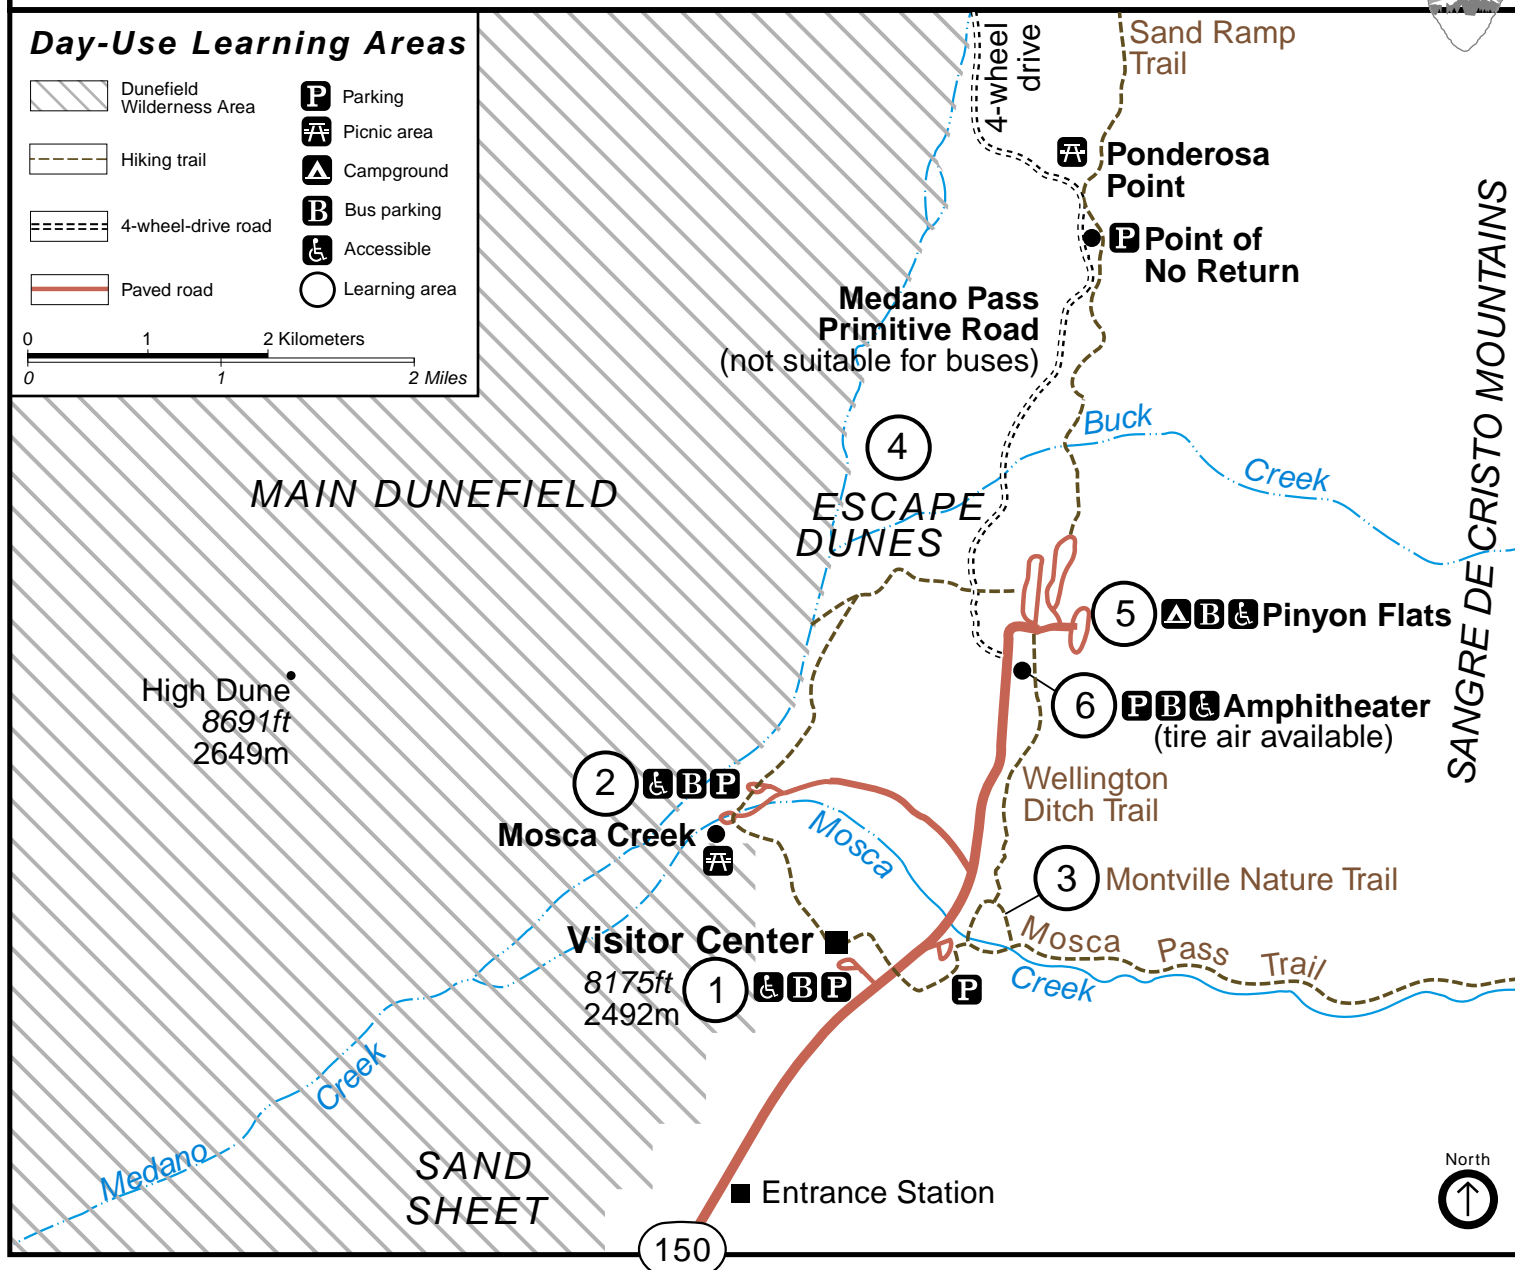 Day-Use Learning Areas
Dunefield
Wilderness Area
Hiking trail
4-wheel-drive road
Paved road
P Parking
Picnic area
Campground
B Bus parking
Accessible
Learning area
0 1 2 Kilometers
0 1 2 Miles
4-wheel
drive
Sand Ramp
Trail
Ponderosa
Point
P Point of
No Return
Medano Pass
Primitive Road
(not suitable for buses)
SANGRE DE CRISTO MOUNTAINS
Buck
Creek
4
ESCAPE
DUNES
MAIN DUNEFIELD
5 B Pinyon Flats
6 P B Amphitheater
(tire air available)
High Dune
8691ft
2649m
2 B P
Mosca Creek
Wellington
Ditch Trail
Mosca
3 Montville Nature Trail
Mosca Pass Trail
Creek
Visitor Center
8175ft
2492m
1 B P
P
Medano Creek
SAND
SHEET
Entrance Station
150
North